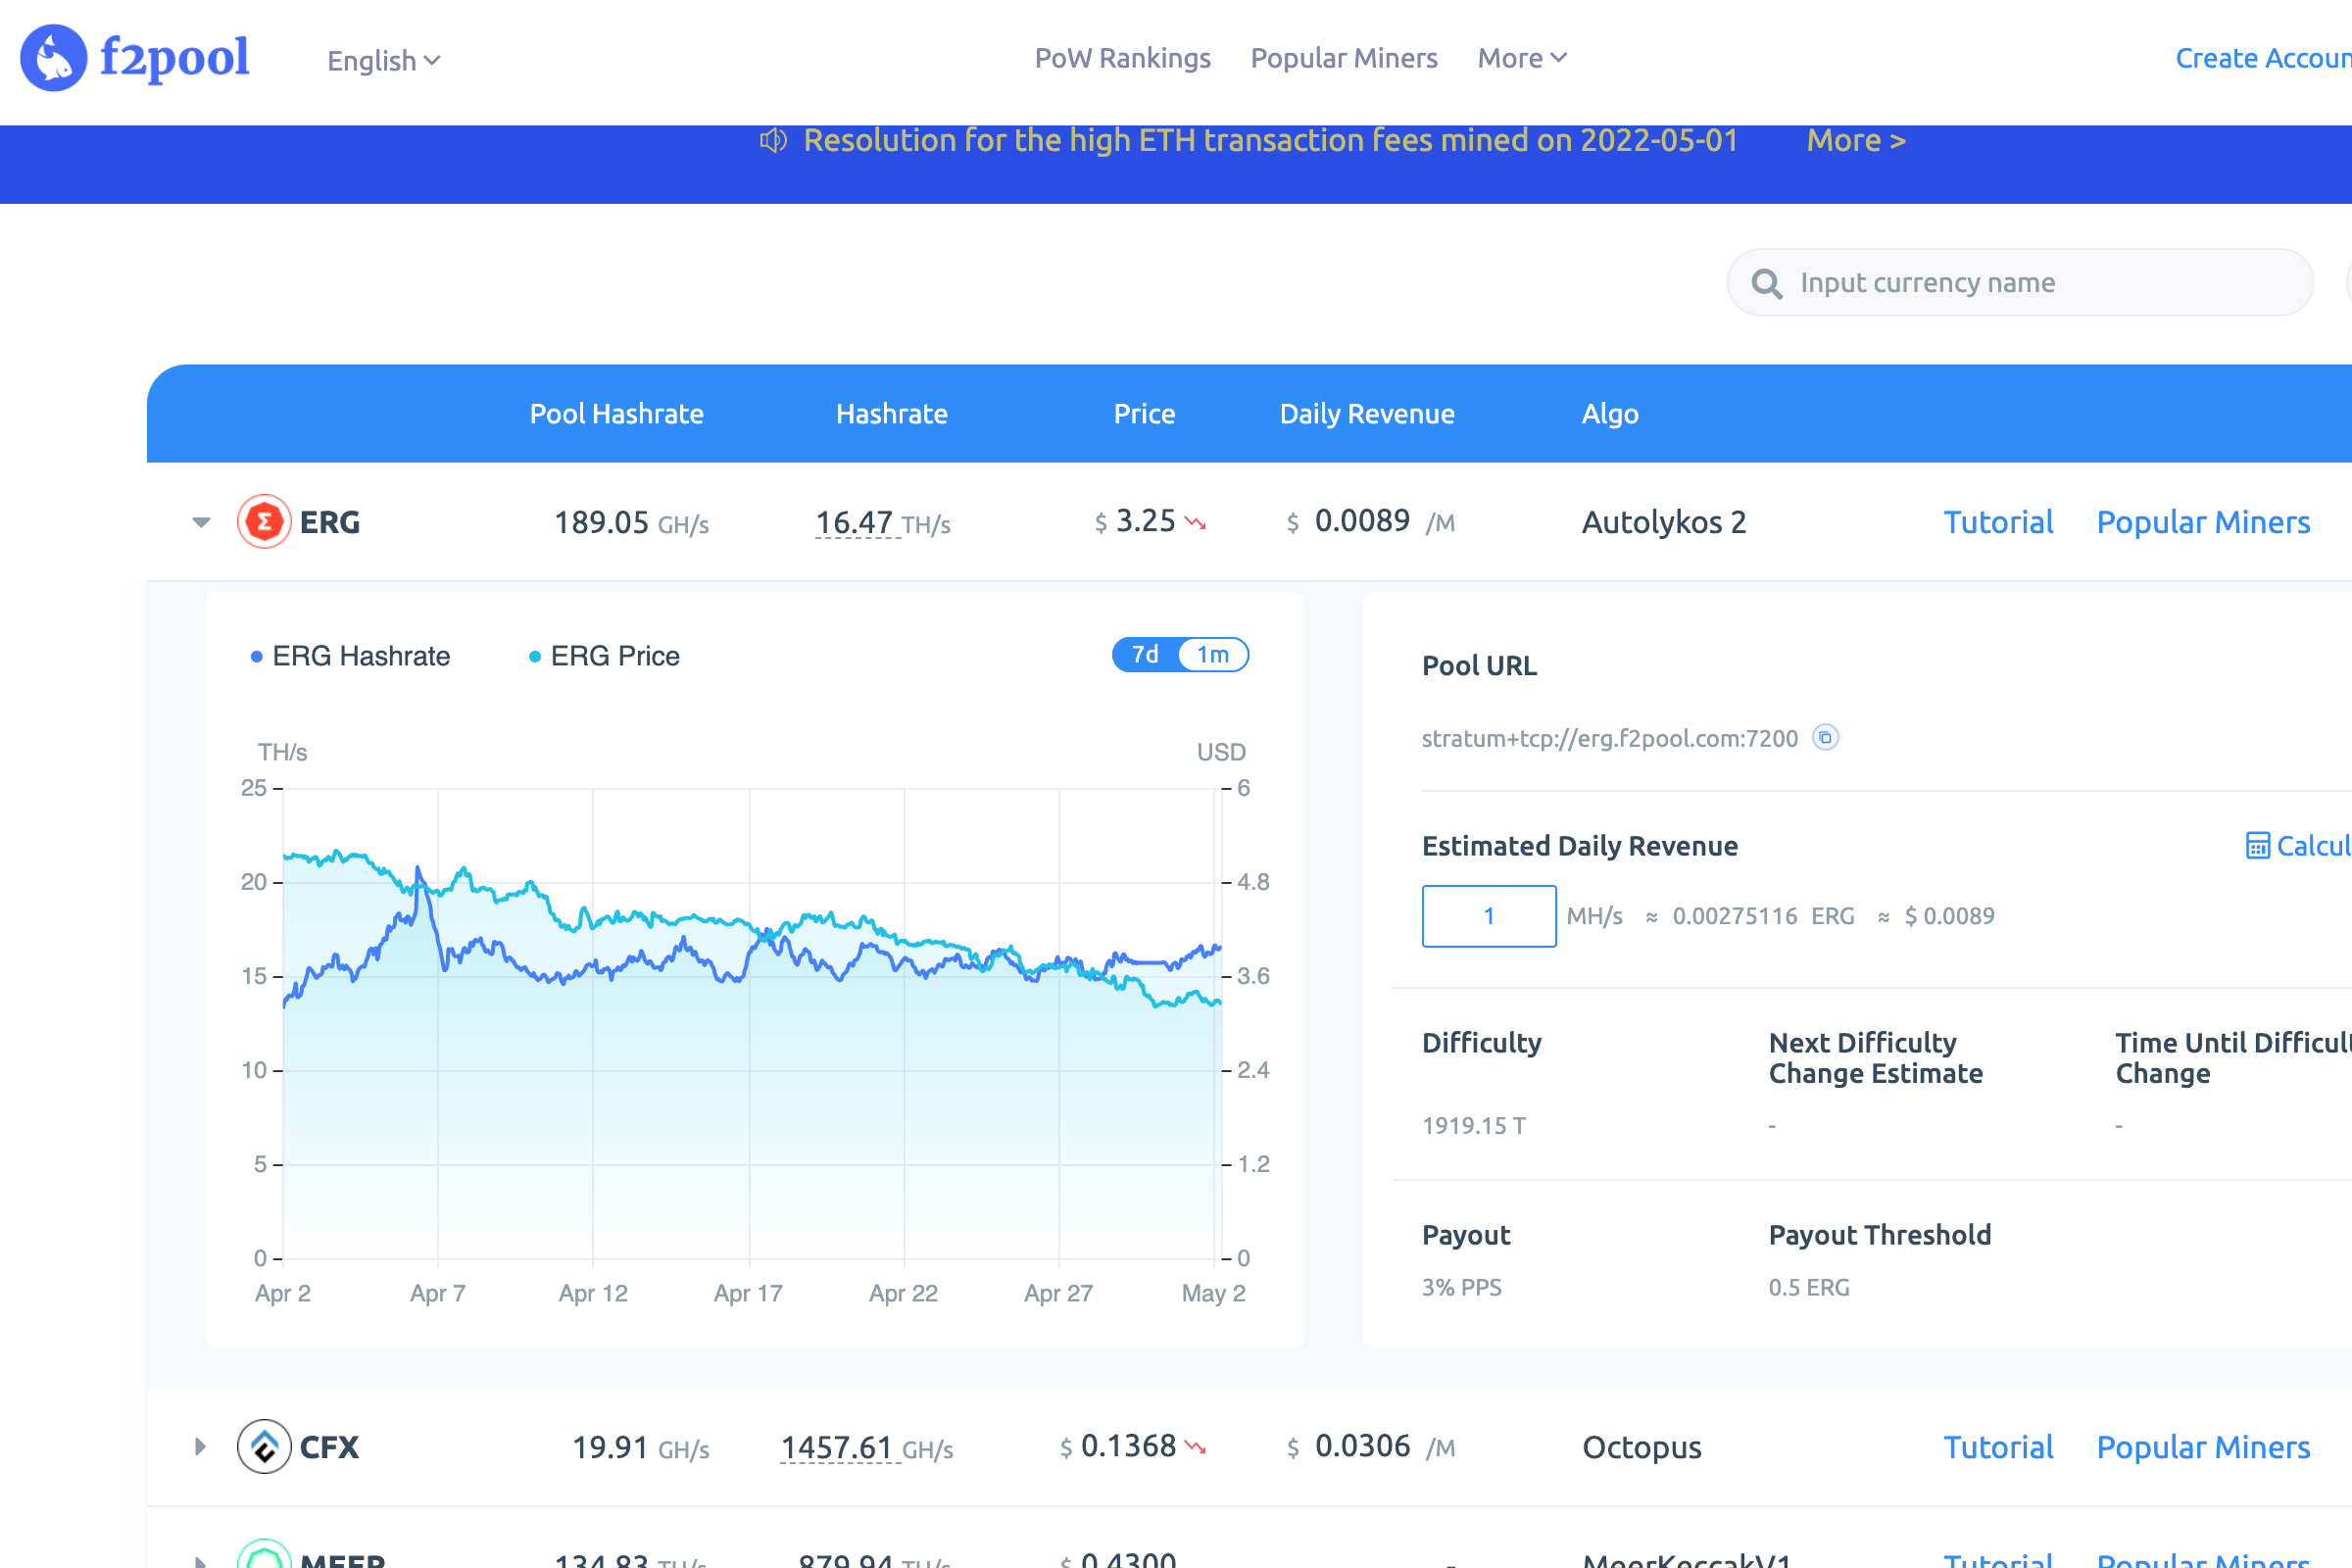 f2pool English PoW Rankings Popular Miners More Create Accoun
Resolution for the high ETH transaction fees mined on 2022-05-01 More >
Input currency name
Pool Hashrate Hashrate Price Daily Revenue Algo
ERG 189.05 GH/s 16.47 TH/s $ 3.25 $ 0.0089 /M Autolykos 2 Tutorial Popular Miners
ERG Hashrate ERG Price 7d 1m
TH/s USD
25 6
20 4.8
15 3.6
10 2.4
5 1.2
0 0
Apr 2 Apr 7 Apr 12 Apr 17 Apr 22 Apr 27 May 2
Pool URL
stratum+tcp://erg.f2pool.com:7200
Estimated Daily Revenue Calcul
1 MH/s ≈ 0.00275116 ERG ≈ $ 0.0089
Difficulty Next Difficulty Time Until Difficult
Change Estimate Change
1919.15 T - -
Payout Payout Threshold
3% PPS 0.5 ERG
CFX 19.91 GH/s 1457.61 GH/s $ 0.1368 $ 0.0306 /M Octopus Tutorial Popular Miners
MEER 134.83 TH/s 879.94 TH/s $ 0.4300 - MeerKeccakV1 Tutorial Popular Miners